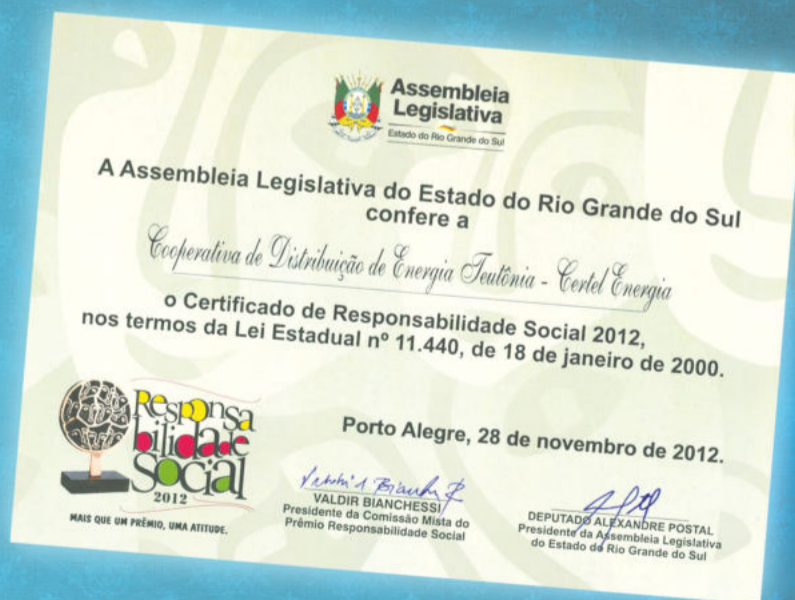 Assembleia
Legislativa
Estado do Rio Grande do Sul
A Assembleia Legislativa do Estado do Rio Grande do Sul
confere a
Cooperativa de Distribuição de Energia Teutônia - Certel Energia
o Certificado de Responsabilidade Social 2012,
nos termos da Lei Estadual nº 11.440, de 18 de janeiro de 2000.
Porto Alegre, 28 de novembro de 2012.
Responsa
bilidade
Social
2012
MAIS QUE UM PRÊMIO, UMA ATITUDE.
VALDIR BIANCHESSI
Presidente da Comissão Mista do
Prêmio Responsabilidade Social
DEPUTADO ALEXANDRE POSTAL
Presidente da Assembleia Legislativa
do Estado do Rio Grande do Sul